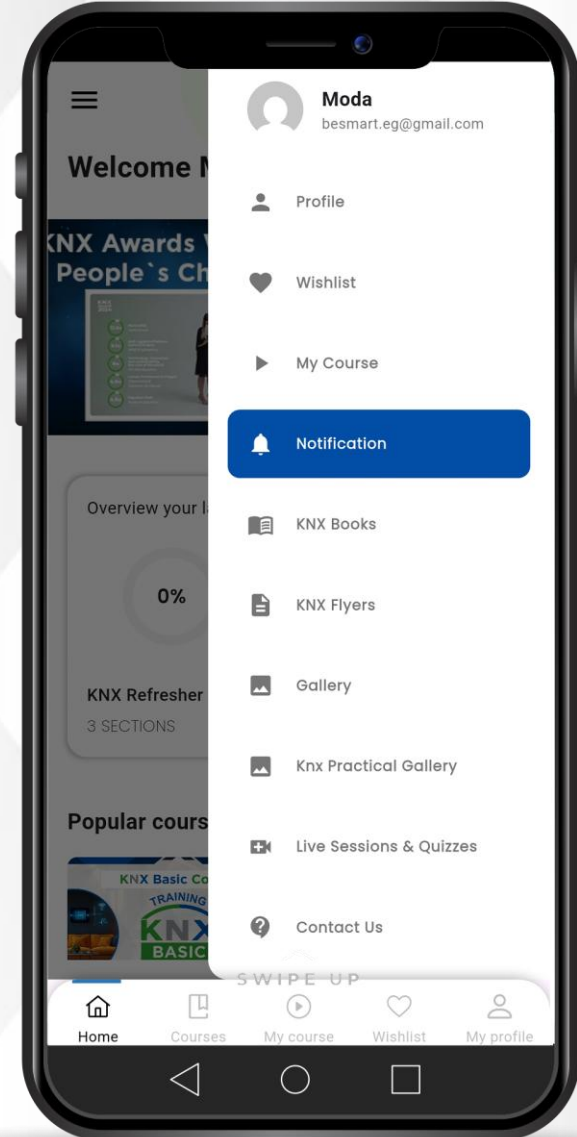 Moda
besmart.eg@gmail.com
Welcome M
KNX Awards
People`s Ch
Profile
Wishlist
My Course
Notification
KNX Books
KNX Flyers
Gallery
Knx Practical Gallery
Live Sessions & Quizzes
Contact Us
Overview your l
0%
KNX Refresher
3 SECTIONS
Popular cours
KNX Basic Co
TRAINING
KNX
BASIC
SWIPE UP
Home
Courses
My course
Wishlist
My profile